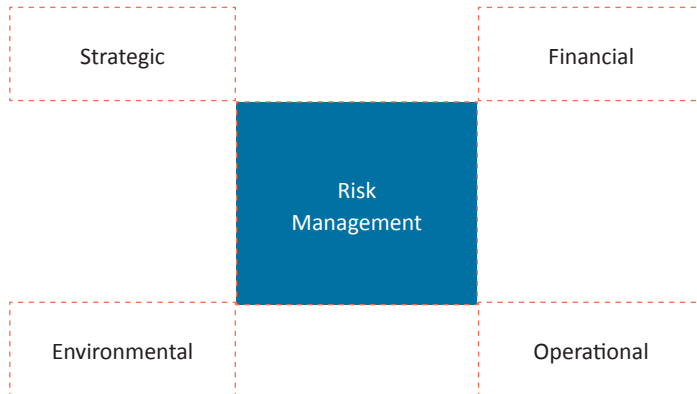 Strategic
Financial
Risk
Management
Environmental
Operational